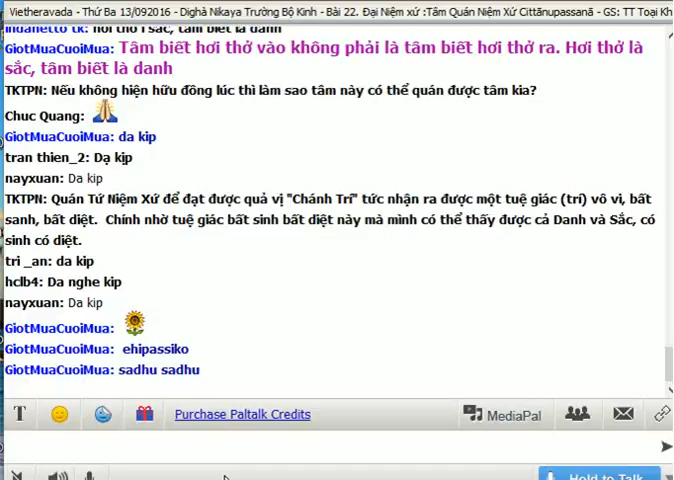 Vietheravada - Thứ Ba 13/09/2016 - Dighà Nikaya Trường Bộ Kinh - Bài 22. Đại Niệm xứ :Tâm Quán Niệm Xứ Cittānupassanā - GS: TT Toại Kh
GiotMuaCuoiMua: Tâm biết hơi thở vào không phải là tâm biết hơi thở ra. Hơi thở là
sắc, tâm biết là danh
TKTPN: Nếu không hiện hữu đồng lúc thì làm sao tâm này có thể quán được tâm kia?
Chuc Quang:
GiotMuaCuoiMua: da kip
tran thien_2: Dạ kịp
nayxuan: Da kip
TKTPN: Quán Tứ Niệm Xứ để đạt được quả vị "Chánh Trí" tức nhận ra được một tuệ giác (trí) vô vi, bất
sanh, bất diệt. Chính nhờ tuệ giác bất sinh bất diệt này mà mình có thể thấy được cả Danh và Sắc, có
sinh có diệt.
tri _an: da kip
hclb4: Da nghe kip
nayxuan: Da kip
GiotMuaCuoiMua:
GiotMuaCuoiMua: ehipassiko
GiotMuaCuoiMua: sadhu sadhu
T Purchase Paltalk Credits MediaPal
Hold to Talk